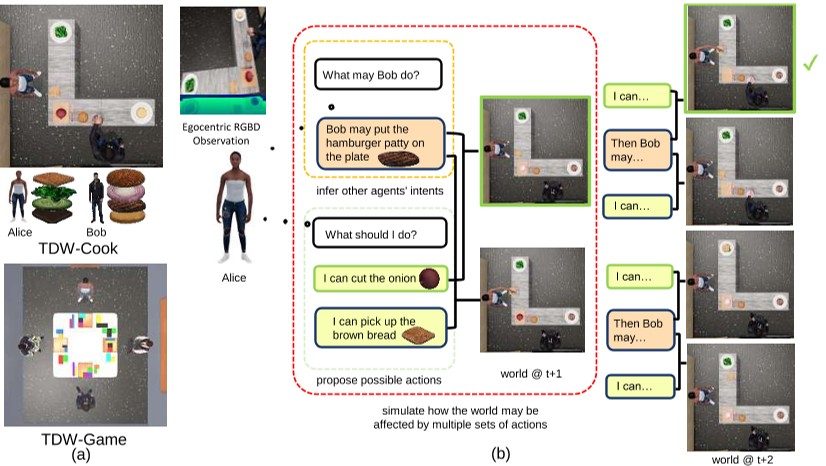 Alice
Bob
TDW-Cook
TDW-Game
(a)
Egocentric RGBD
Observation
Alice
What may Bob do?
Bob may put the
hamburger patty on
the plate
infer other agents' intents
What should I do?
I can cut the onion
I can pick up the
brown bread
propose possible actions
world @ t+1
simulate how the world may be
affected by multiple sets of actions
(b)
I can…
Then Bob
may…
I can…
I can…
Then Bob
may…
I can…
world @ t+2